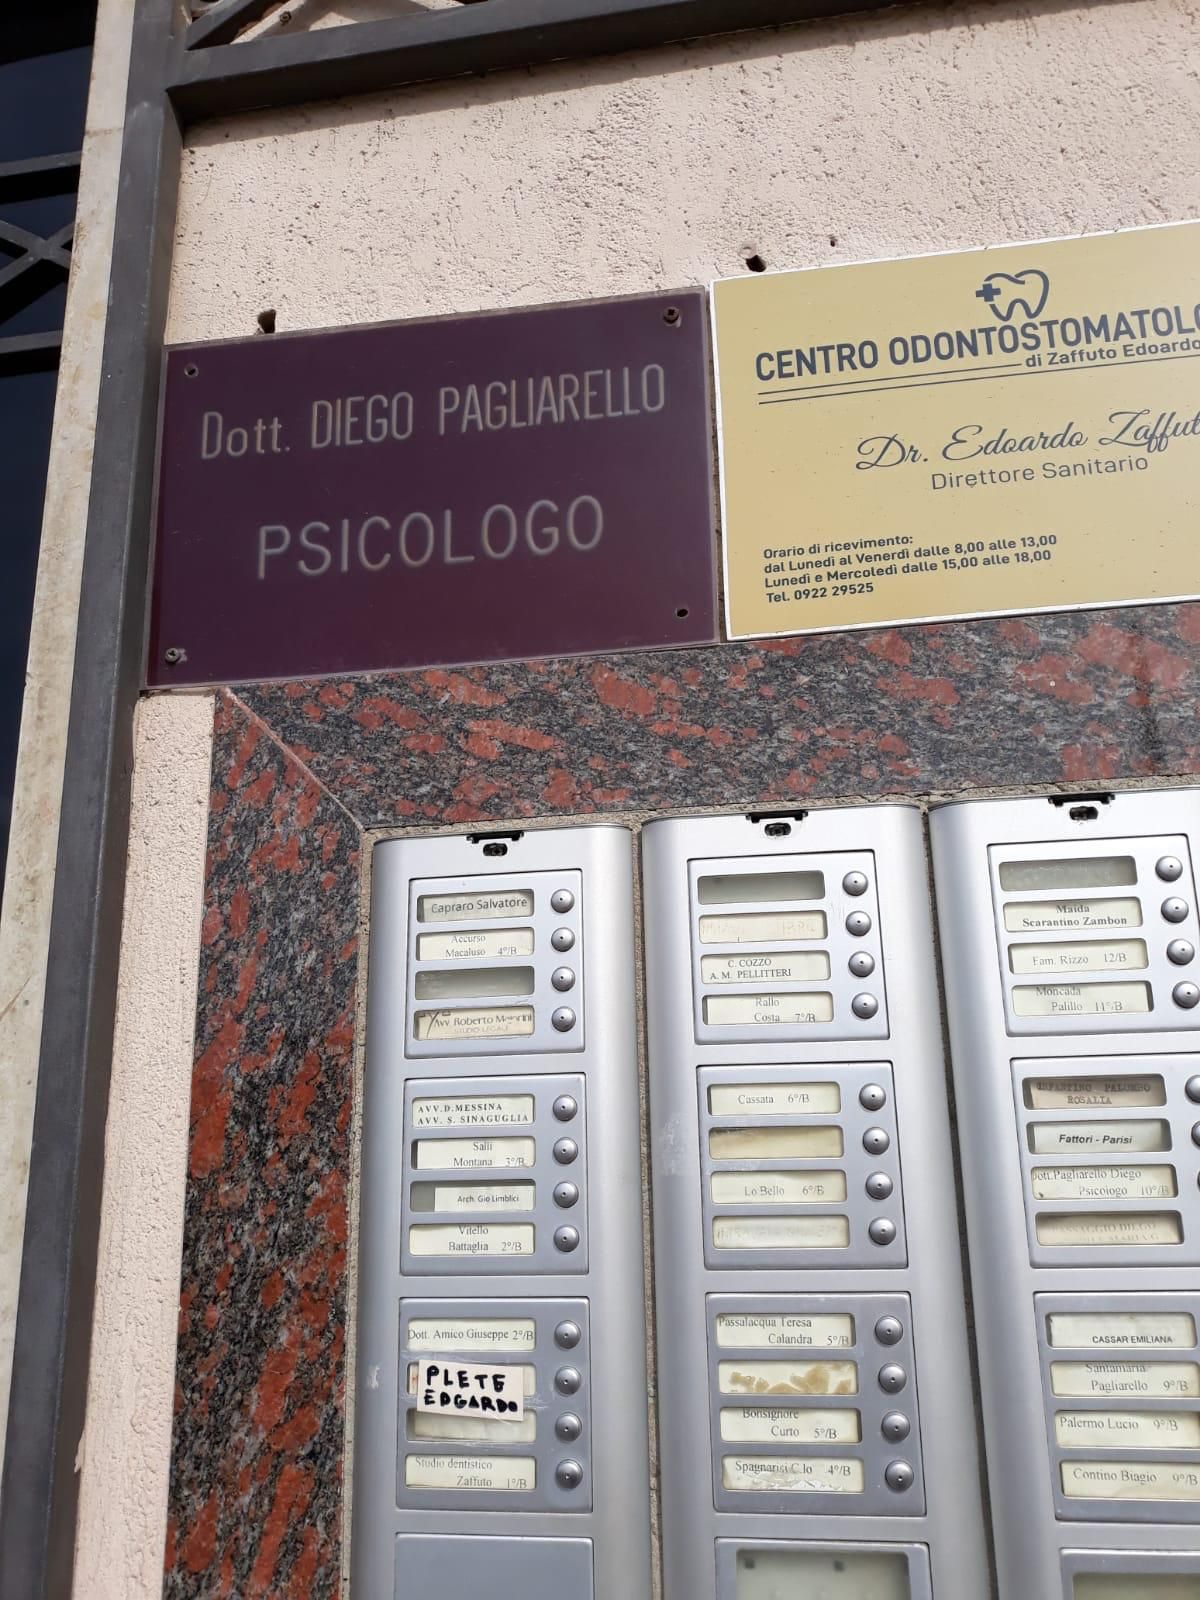 Dott. DIEGO PAGLIARELLO
PSICOLOGO
CENTRO ODONTOSTOMATOLO
di Zaffuto Edoardo
Dr. Edoardo Zaffut
Direttore Sanitario
Orario di ricevimento:
dal Lunedì al Venerdì dalle 8,00 alle 13,00
Lunedì e Mercoledì dalle 15,00 alle 18,00
Tel. 0922 29525
Capraro Salvatore
Accurso
Macaluso 4°/B
Avv Roberto
STUDIO LEGALE
AVV.D.MESSINA
AVV. S. SINAGUGLIA
Salli
Montana 3°/B
Arch. Gio Limblici
Vitello
Battaglia 2°/B
Dott. Amico Giuseppe 2°/B
PLETE
EDGARDO
Studio dentistico
Zaffuto 1°/B
C. COZZO
A. M. PELLITTERI
Rallo
Costa 7°/B
Cassata 6°/B
Lo Bello 6°/B
Passalacqua Teresa
Calandra 5°/B
Bonsignore
Curto 5°/B
Spagnarisi C.lo 4°/B
Maida
Scarantino Zambon
Fam. Rizzo 12/B
Moncada
Palillo 11°/B
INFANTINO PALUMBO
ROSALIA
Fattori - Parisi
Dott.Pagliarello Diego
Psicologo 10°/B
PASSAGGIO DIEGO
CASSAR EMILIANA
Santamaria
Pagliarello 9°/B
Palermo Lucio 9°/B
Contino Biagio 9°/B